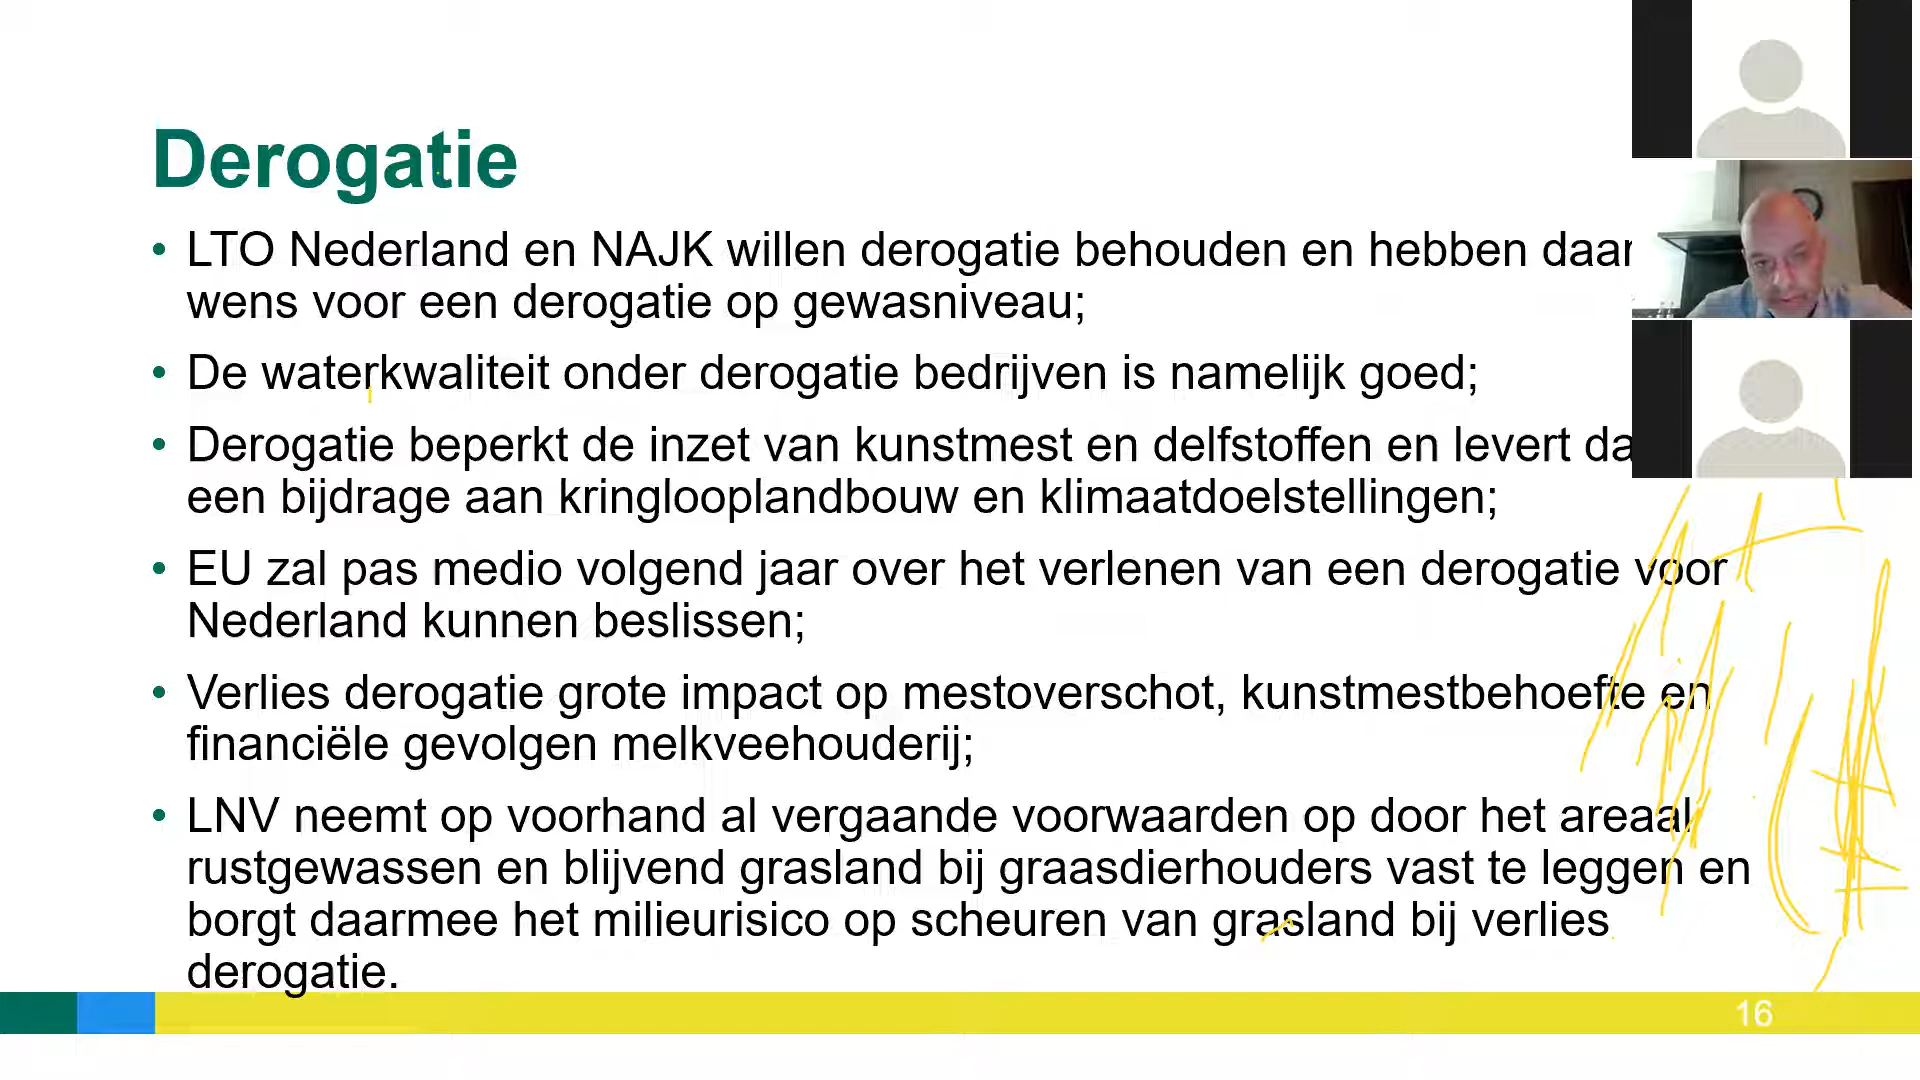 Derogatie
• LTO Nederland en NAJK willen derogatie behouden en hebben
wens voor een derogatie op gewasniveau;
• De waterkwaliteit onder derogatie bedrijven is namelijk goed;
• Derogatie beperkt de inzet van kunstmest en delfstoffen en levert
een bijdrage aan kringlooplandbouw en klimaatdoelstellingen;
• EU zal pas medio volgend jaar over het verlenen van een derogatie voor
Nederland kunnen beslissen;
• Verlies derogatie grote impact op mestoverschot, kunstmestbehoefte en
financiële gevolgen melkveehouderij;
• LNV neemt op voorhand al vergaande voorwaarden op door het areaal
rustgewassen en blijvend grasland bij graasdierhouders vast te leggen en
borgt daarmee het milieurisico op scheuren van grasland bij verlies
derogatie.
16